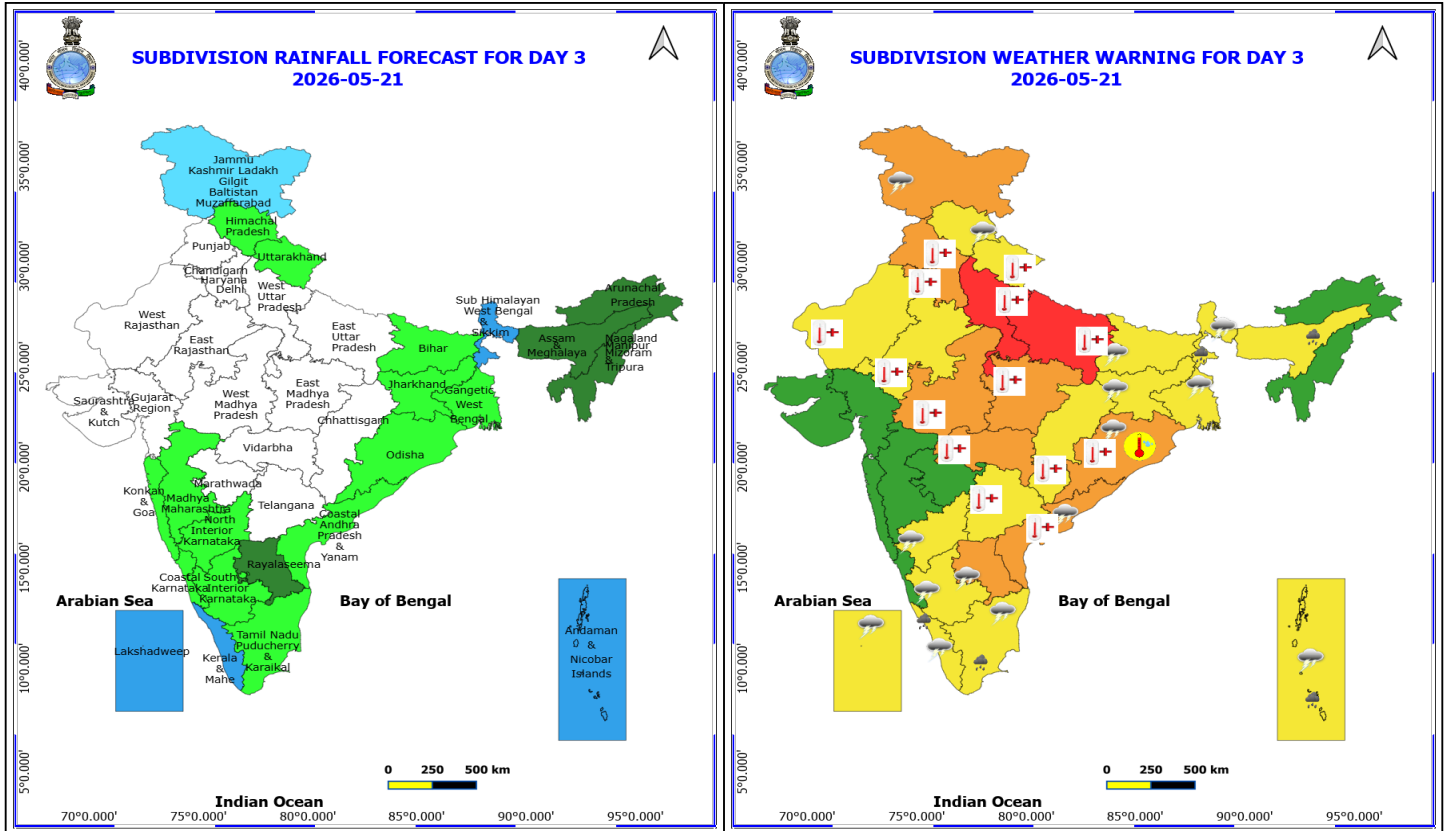 SUBDIVISION RAINFALL FORECAST FOR DAY 3
2026-05-21
40°0.000'
35°0.000'
30°0.000'
25°0.000'
20°0.000'
15°0.000'
10°0.000'
5°0.000'
Jammu
Kashmir Ladakh
Gilgit
Baltistan
Muzaffarabad
Himachal
Pradesh
Punjab
Uttarakhand
Chandigarh
Haryana
Delhi
West
Uttar
Pradesh
West
Rajasthan
East
Rajasthan
East
Uttar
Pradesh
Sub Himalayan
West Bengal
&
Sikkim
Arunachal
Pradesh
Assam
&
Meghalaya
Nagaland
Manipur
Mizoram
&
Tripura
Bihar
Jharkhand
Gangetic
West
Bengal
Saurashtra
&
Kutch
Gujarat
Region
West
Madhya
Pradesh
East
Madhya
Pradesh
Chhattisgarh
Vidarbha
Odisha
Konkan
&
Goa
Madhya
Maharashtra
Marathwada
Telangana
North
Interior
Karnataka
Coastal
Andhra
Pradesh
&
Yanam
Rayalaseema
Coastal
Karnataka
South
Interior
Karnataka
Arabian Sea
Bay of Bengal
Lakshadweep
Kerala
&
Mahe
Tamil Nadu
Puducherry
&
Karaikal
Andaman
&
Nicobar
Islands
0 250 500 km
Indian Ocean
70°0.000' 75°0.000' 80°0.000' 85°0.000' 90°0.000' 95°0.000'
SUBDIVISION WEATHER WARNING FOR DAY 3
2026-05-21
40°0.000'
35°0.000'
30°0.000'
25°0.000'
20°0.000'
15°0.000'
10°0.000'
5°0.000'
Arabian Sea
Bay of Bengal
0 250 500 km
Indian Ocean
70°0.000' 75°0.000' 80°0.000' 85°0.000' 90°0.000' 95°0.000'